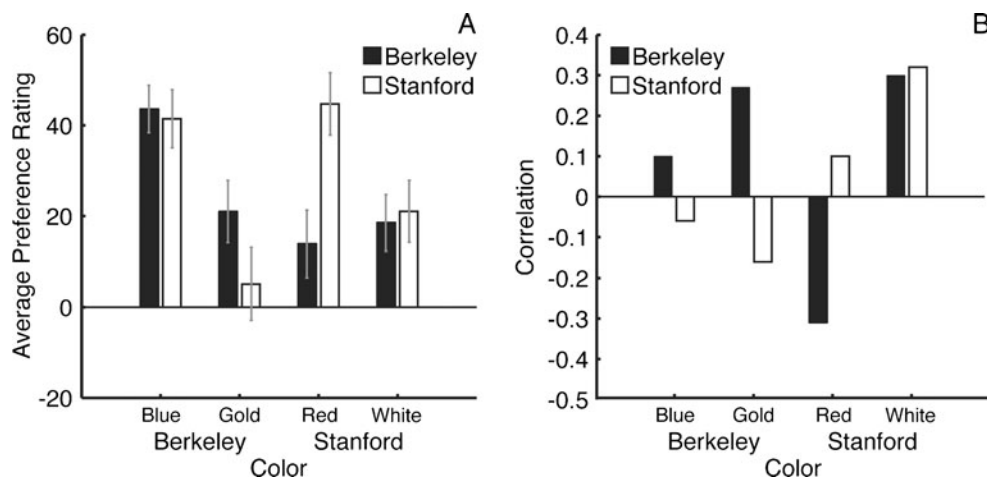 A
60
40
20
0
-20
Average Preference Rating
Berkeley
Stanford
Blue Gold Red White
Berkeley Stanford
Color
B
0.4
0.3
0.2
0.1
0
-0.1
-0.2
-0.3
-0.4
-0.5
Correlation
Berkeley
Stanford
Blue Gold Red White
Berkeley Stanford
Color